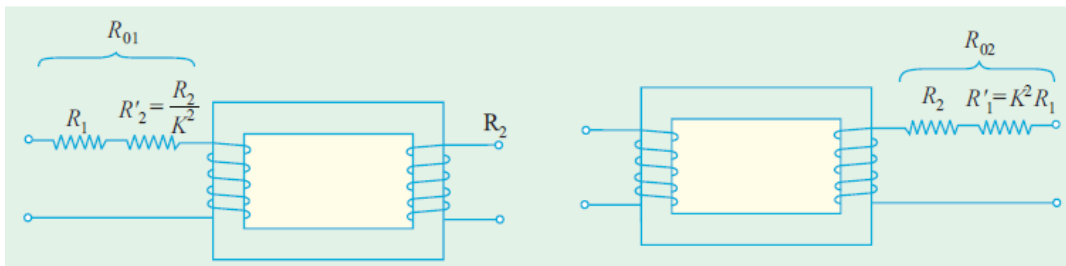 R₀₁
R₁ R'₂ = R₂/K²
R₂
R₀₂
R₂ R'₁=K²R₁